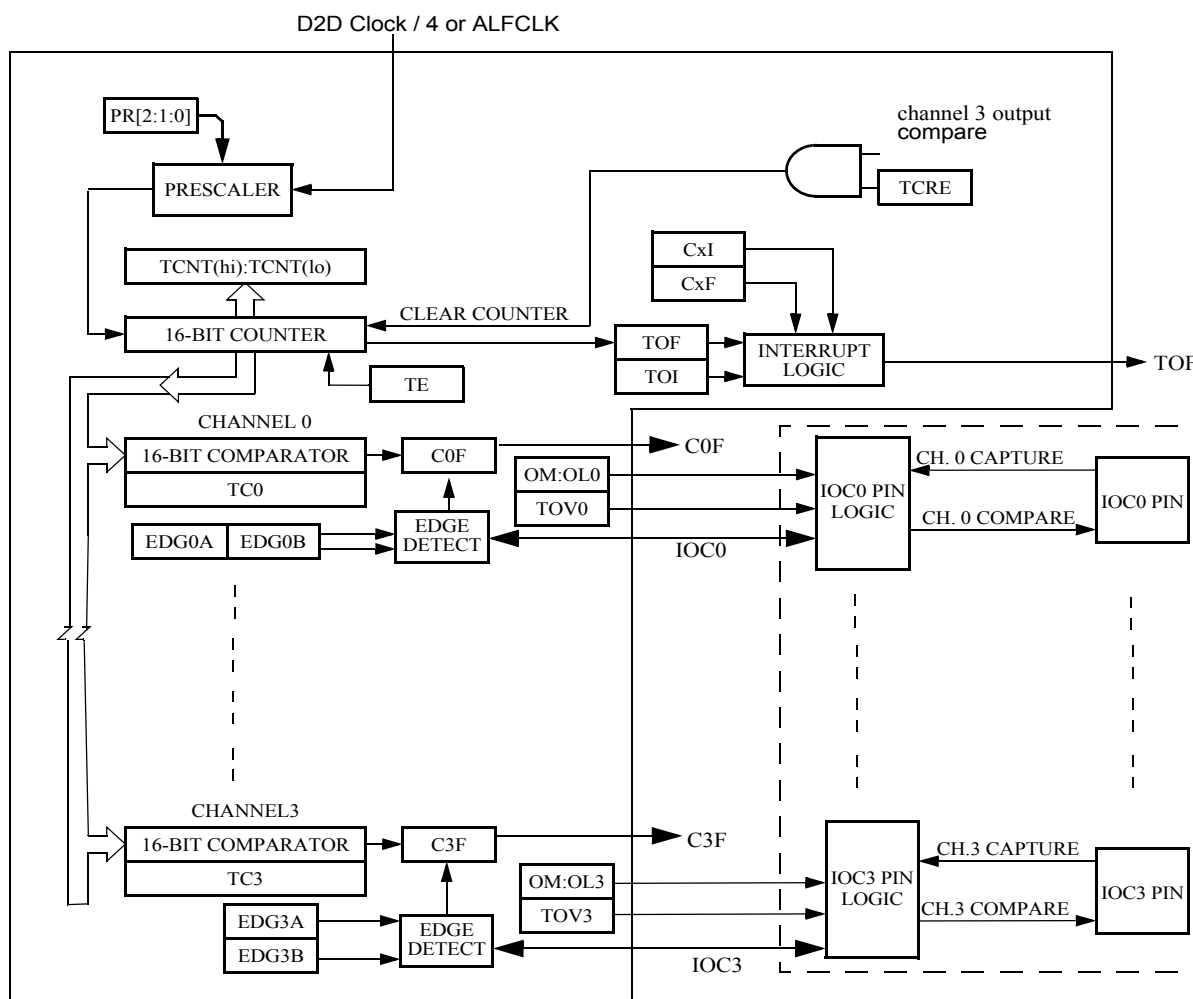 D2D Clock / 4 or ALFCLK
PR[2:1:0]
channel 3 output
compare
PRESCALER
TCRE
CxI
CxF
TCNT(hi):TCNT(lo)
CLEAR COUNTER
16-BIT COUNTER
TOF
TOI
INTERRUPT
LOGIC
TOF
TE
CHANNEL 0
16-BIT COMPARATOR
TC0
C0F
C0F
OM:OL0
TOV0
IOC0 PIN
LOGIC
CH. 0 CAPTURE
CH. 0 COMPARE
IOC0 PIN
EDG0A
EDG0B
EDGE
DETECT
IOC0
CHANNEL3
16-BIT COMPARATOR
TC3
C3F
C3F
OM:OL3
TOV3
IOC3 PIN
LOGIC
CH.3 CAPTURE
CH.3 COMPARE
IOC3 PIN
EDG3A
EDG3B
EDGE
DETECT
IOC3